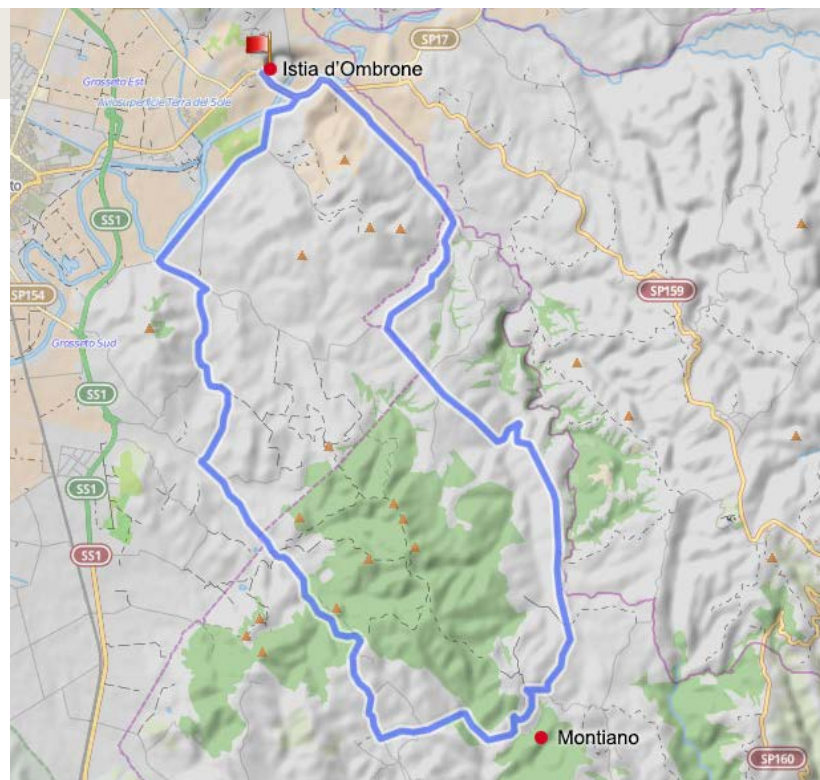 SP17
Istia d'Ombrone
Grosseto Est
Aviosuperficie Terra del Sole
to
SS1
SP154
SP159
Grosseto Sud
SS1
SS1
SS1
Montiano
SP160